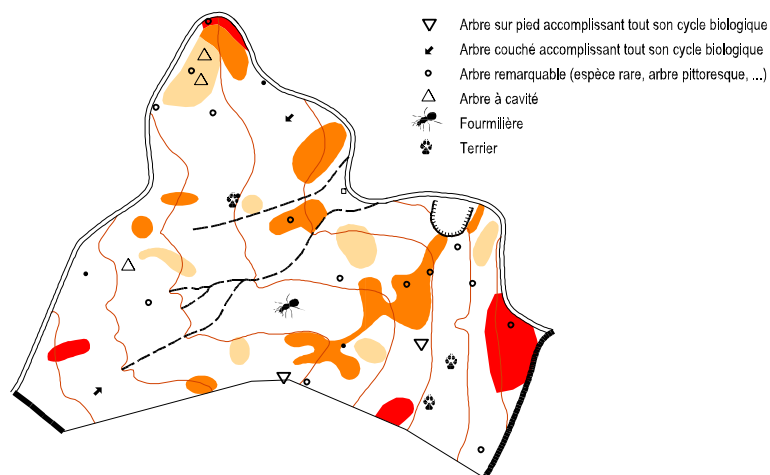 Arbre sur pied accomplissant tout son cycle biologique
Arbre couché accomplissant tout son cycle biologique
Arbre remarquable (espèce rare, arbre pittoresque, ...)
Arbre à cavité
Fourmilière
Terrier